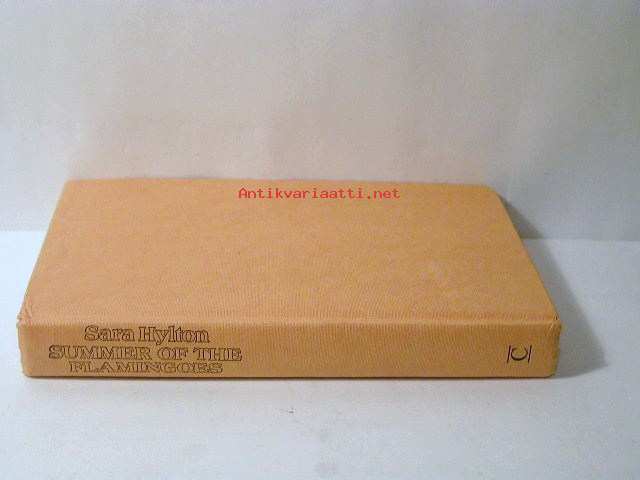 Antikvariaatti.net
Sara Hylton
SUMMER OF THE
FLAMINGOES